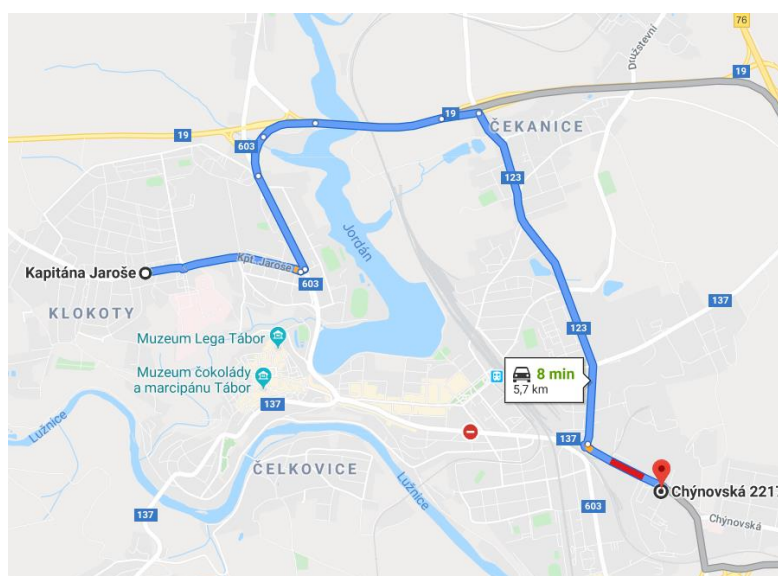 76
Družstevní
19
19
19
603
ČEKANICE
123
Jordán
Kapitána Jaroše
Kpt. Jaroše
603
137
KLOKOTY
123
Muzeum Lega Tábor
Muzeum čokolády
a marcipánu Tábor
8 min
5,7 km
137
137
Lužnice
ČELKOVICE
Lužnice
603
Chýnovská 2217
137
Chýnovská